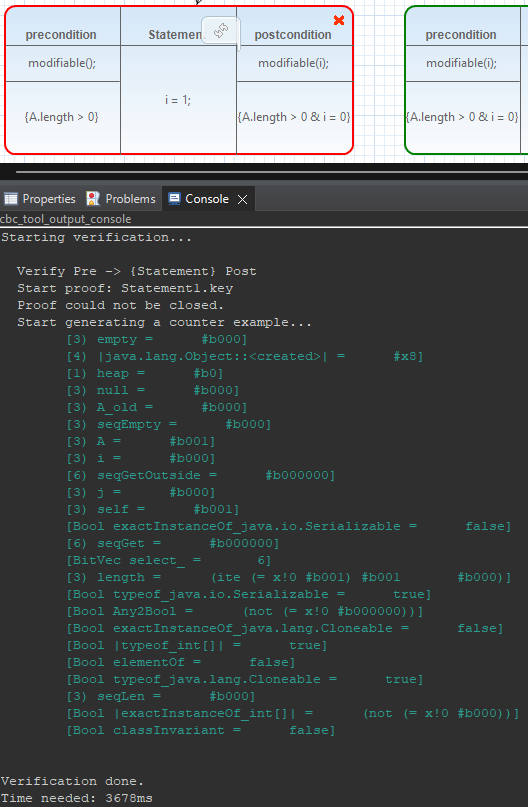 precondition
Statemen
postcondition
precondition
modifiable();
modifiable(i);
modifiable(i);
i = 1;
{A.length > 0}
{A.length > 0 & i = 0}
{A.length > 0 & i = 0}
Properties Problems Console
cbc_tool_output_console
Starting verification...
Verify Pre -> {Statement} Post
Start proof: Statement1.key
Proof could not be closed.
Start generating a counter example...
[3) empty = #b000]
[4) |java.lang.Object::<created>| = #x8]
[1) heap = #b0]
[3) null = #b000]
[3) A_old = #b000]
[3) seqEmpty = #b000]
[3) A = #b001]
[3) i = #b000]
[6) seqGetOutside = #b000000]
[3) j = #b000]
[3) self = #b001]
[Bool exactInstanceOf_java.io.Serializable = false]
[6) seqGet = #b000000]
[BitVec select_ = 6]
[3) length = (ite (= x!0 #b001) #b001 #b000)]
[Bool typeof_java.io.Serializable = true]
[Bool Any2Bool = (not (= x!0 #b000000))]
[Bool exactInstanceOf_java.lang.Cloneable = false]
[Bool |typeof_int[]| = true]
[Bool elementOf = false]
[Bool typeof_java.lang.Cloneable = true]
[3) seqLen = #b000]
[Bool |exactInstanceOf_int[]| = (not (= x!0 #b000))]
[Bool classInvariant = false]
Verification done.
Time needed: 3678ms